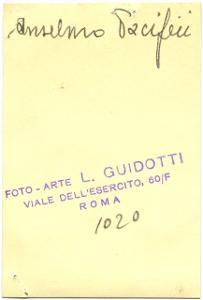 Anselmo Pacifici
FOTO - ARTE L. GUIDOTTI
VIALE DELL'ESERCITO, 60/F
ROMA
1020